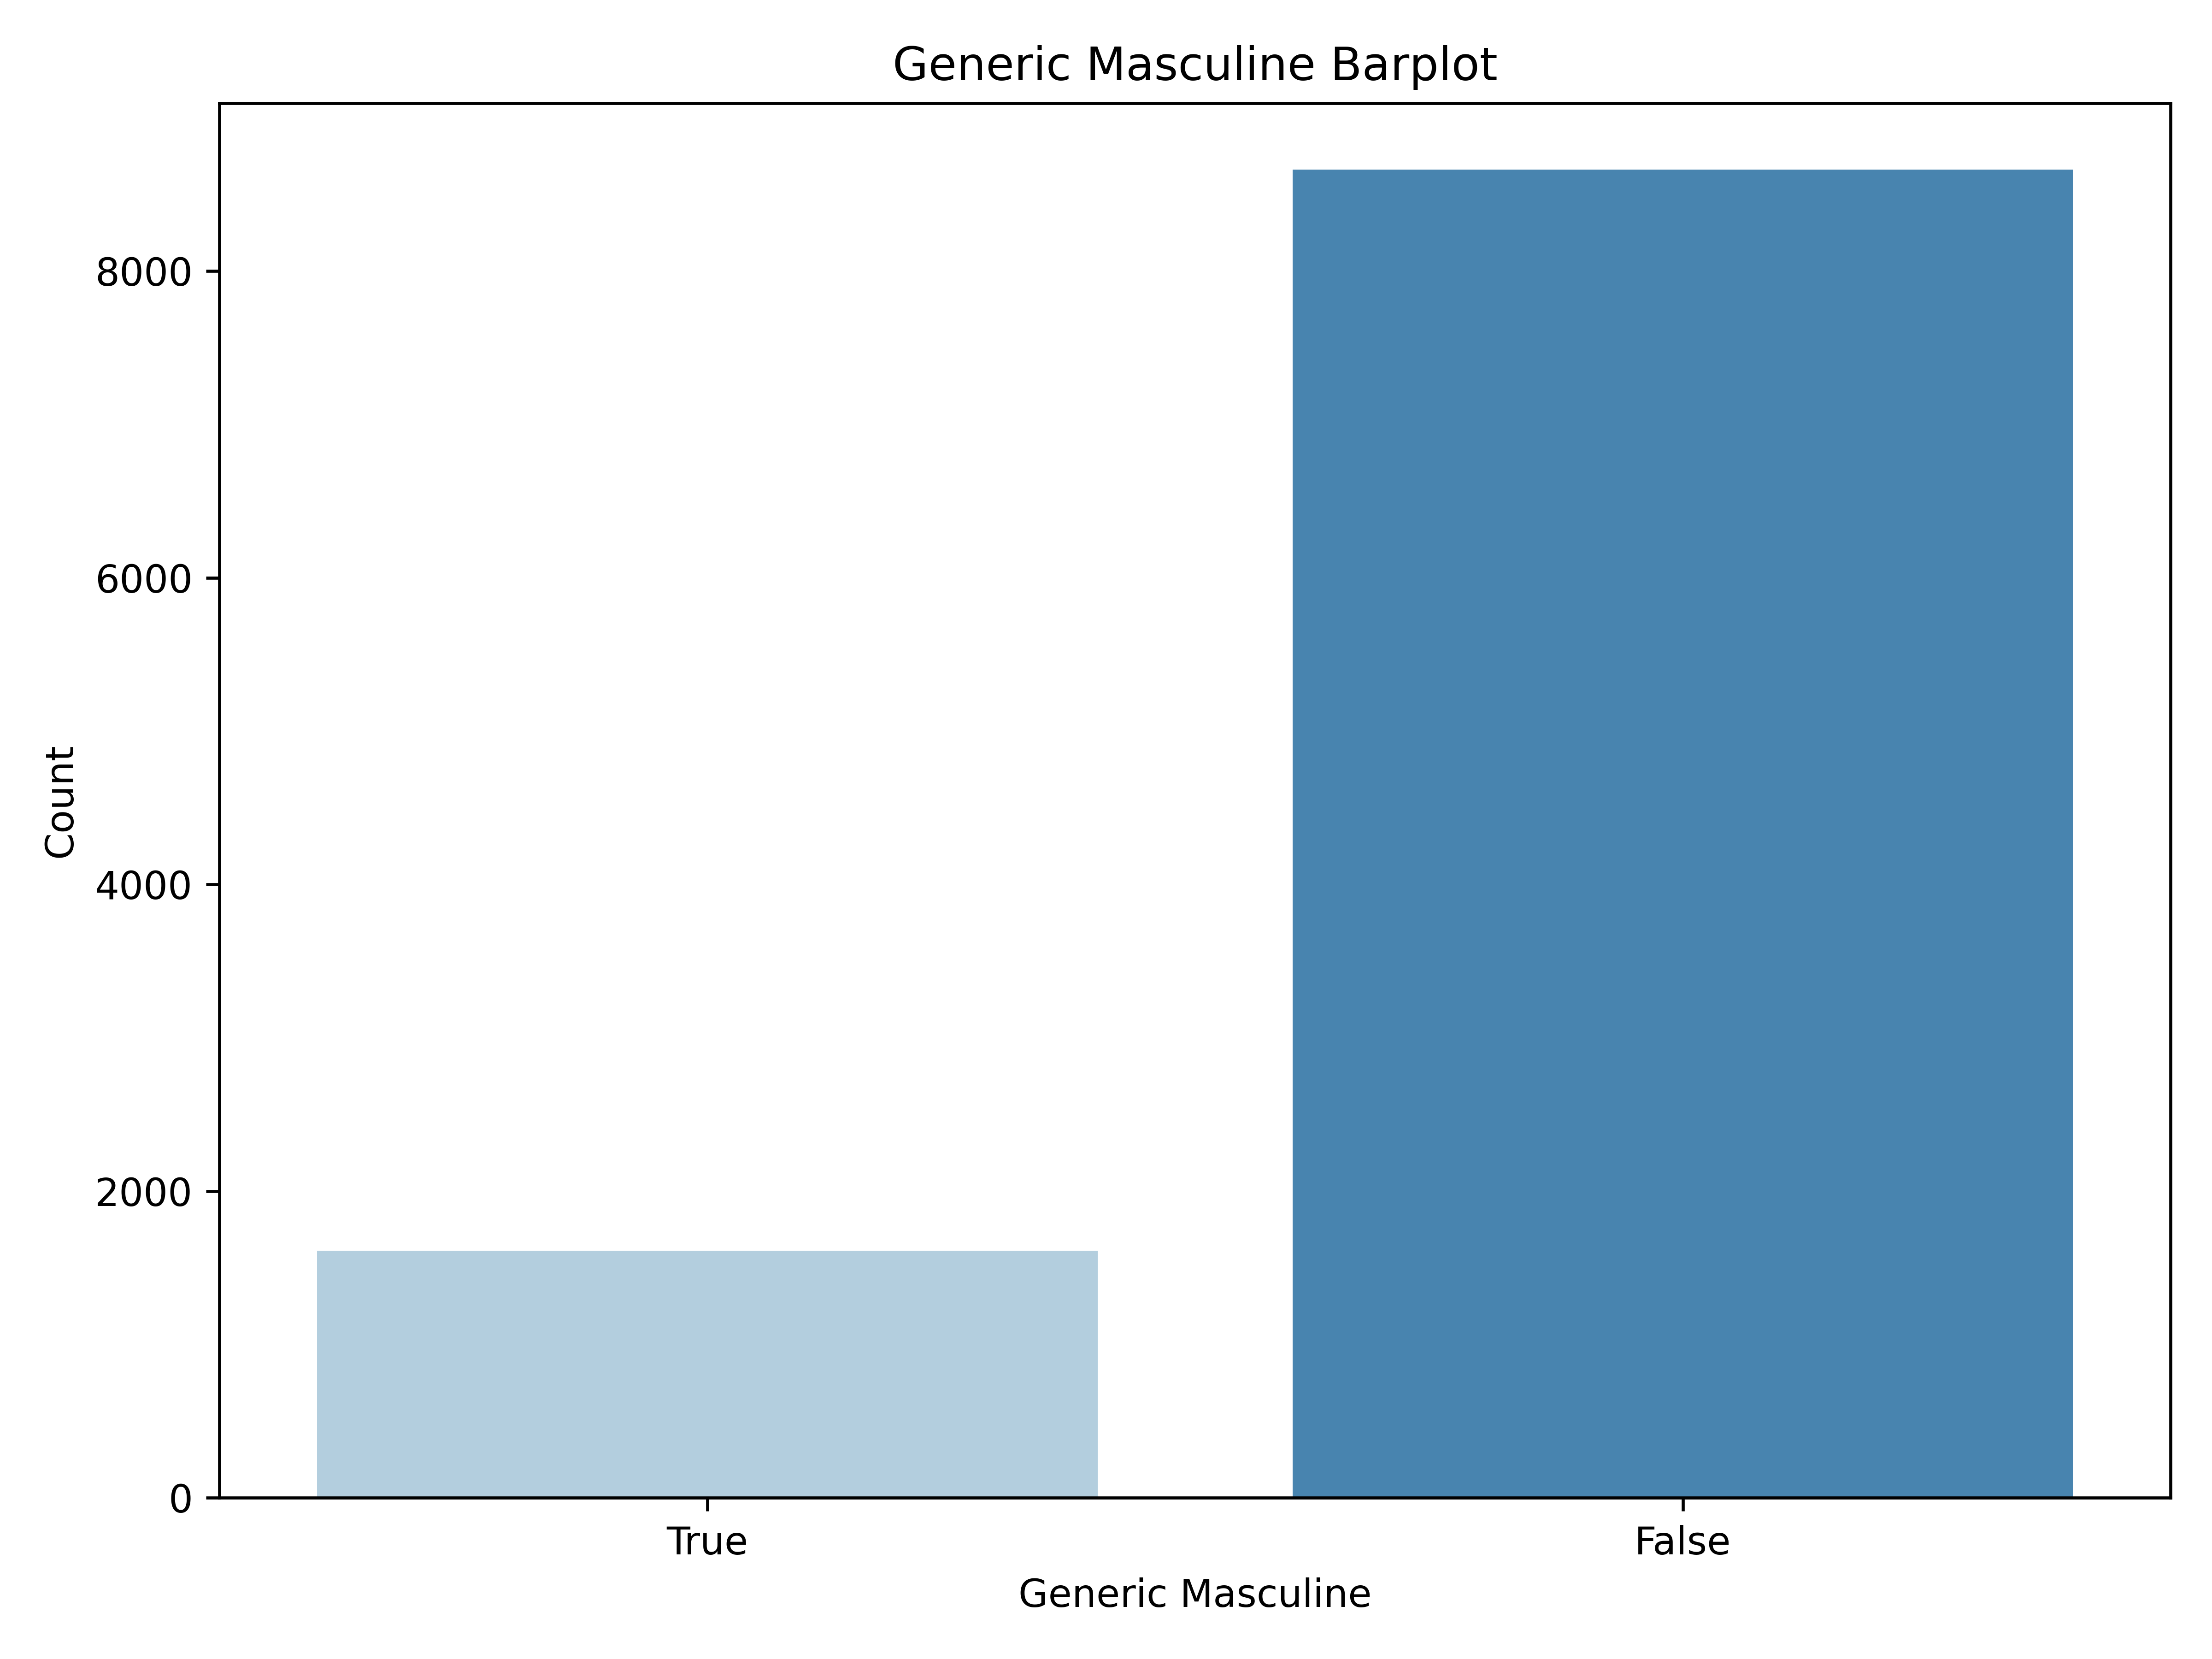 Generic Masculine Barplot
8000
6000
4000
2000
0
Count
True
False
Generic Masculine